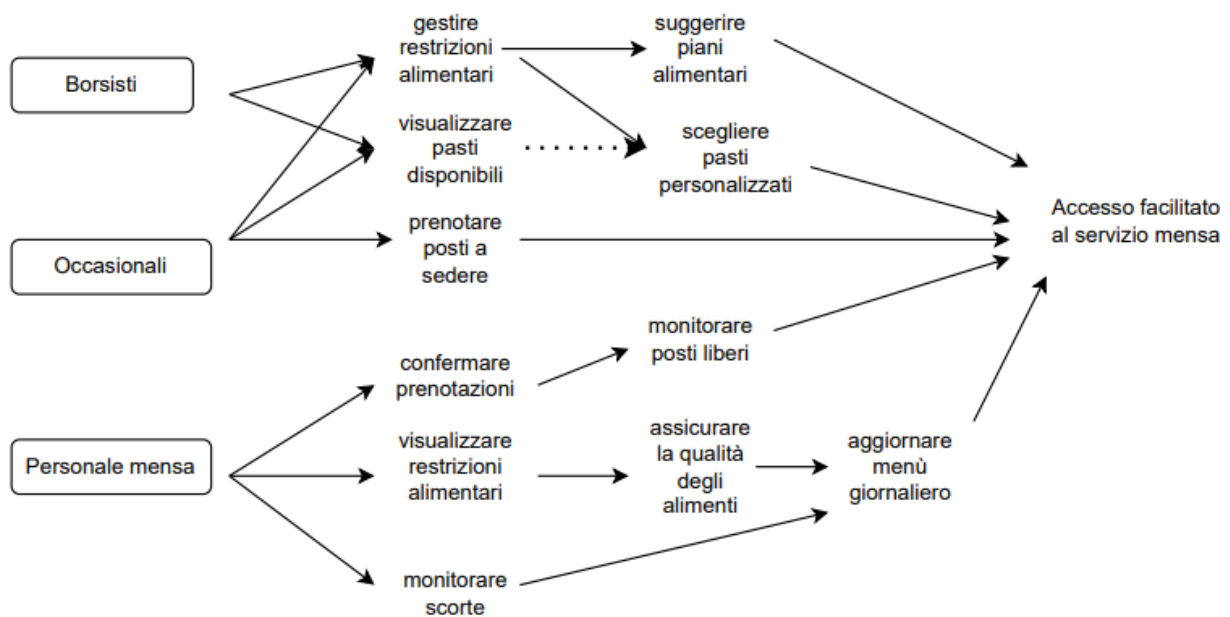 Borsisti
Occasionali
Personale mensa
gestire
restrizioni
alimentari
visualizzare
pasti
disponibili
prenotare
posti a
sedere
confermare
prenotazioni
visualizzare
restrizioni
alimentari
monitorare
scorte
suggerire
piani
alimentari
scegliere
pasti
personalizzati
monitorare
posti liberi
assicurare
la qualità
degli
alimenti
aggiornare
menù
giornaliero
Accesso facilitato
al servizio mensa